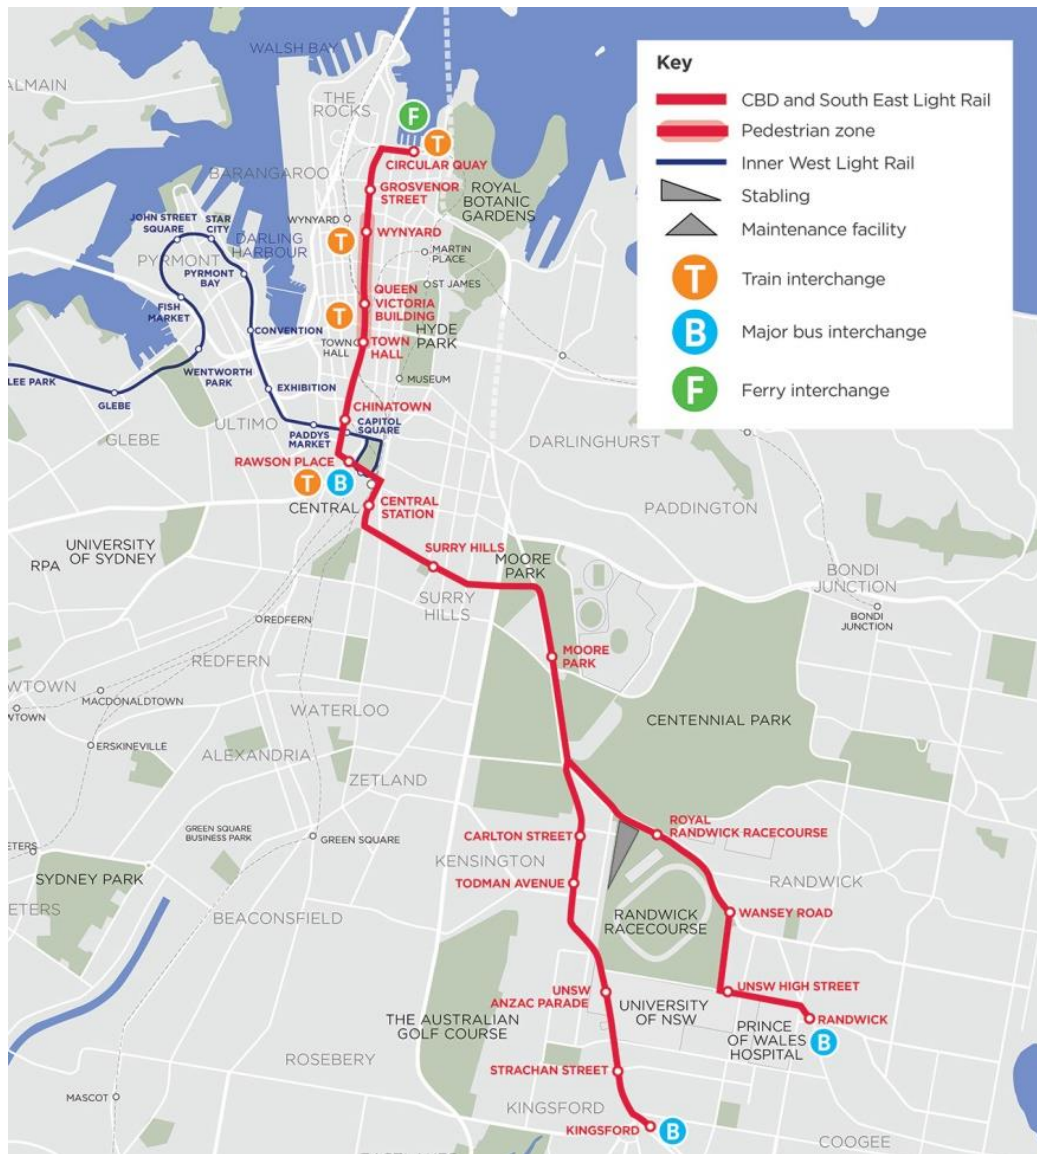 Key
CBD and South East Light Rail
Pedestrian zone
Inner West Light Rail
Stabling
Maintenance facility
T
Train interchange
B
Major bus interchange
F
Ferry interchange
WALSH BAY
ALMAIN
THE
ROCKS
F
T
CIRCULAR QUAY
BARANGAROO
GROSVENOR
STREET
ROYAL
BOTANIC
GARDENS
JOHN STREET
SQUARE
STAR
CITY
WYNYARD
WYNYARD
T
DARLING
HARBOUR
MARTIN
PLACE
PYRMONT
PYRMONT
BAY
ST JAMES
FISH
MARKET
QUEEN
VICTORIA
BUILDING
T
CONVENTION
HYDE
PARK
TOWN
HALL
TOWN
HALL
WENTWORTH
PARK
MUSEUM
LEE PARK
GLEBE
EXHIBITION
CHINATOWN
ULTIMO
CAPITOL
SQUARE
PADDYS
MARKET
GLEBE
DARLINGHURST
RAWSON PLACE
T
B
CENTRAL
CENTRAL
STATION
PADDINGTON
UNIVERSITY
OF SYDNEY
RPA
SURRY HILLS
MOORE
PARK
BONDI
JUNCTION
SURRY
HILLS
BONDI
JUNCTION
REDFERN
REDFERN
MOORE
PARK
WTOWN
MACDONALDTOWN
WTOWN
WATERLOO
CENTENNIAL PARK
ERSKINEVILLE
ALEXANDRIA
ZETLAND
GREEN SQUARE
BUSINESS PARK
GREEN SQUARE
CARLTON STREET
ROYAL
RANDWICK RACECOURSE
ETERS
KENSINGTON
SYDNEY PARK
TODMAN AVENUE
RANDWICK
ETERS
BEACONSFIELD
RANDWICK
RACECOURSE
WANSEY ROAD
UNSW
ANZAC PARADE
UNSW HIGH STREET
UNIVERSITY
OF NSW
THE AUSTRALIAN
GOLF COURSE
RANDWICK
PRINCE
OF WALES
HOSPITAL
B
ROSEBERY
STRACHAN STREET
MASCOT
KINGSFORD
KINGSFORD
B
COOGEE